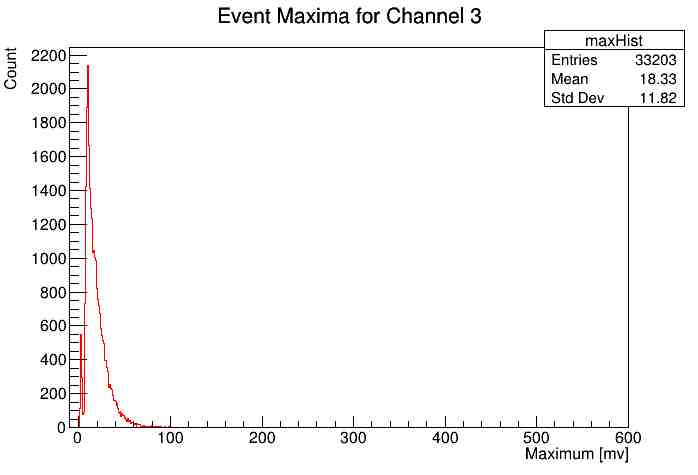 Event Maxima for Channel 3
maxHist
Entries 33203
Mean 18.33
Std Dev 11.82
Count
2200
2000
1800
1600
1400
1200
1000
800
600
400
200
0
0 100 200 300 400 500 600
Maximum [mv]